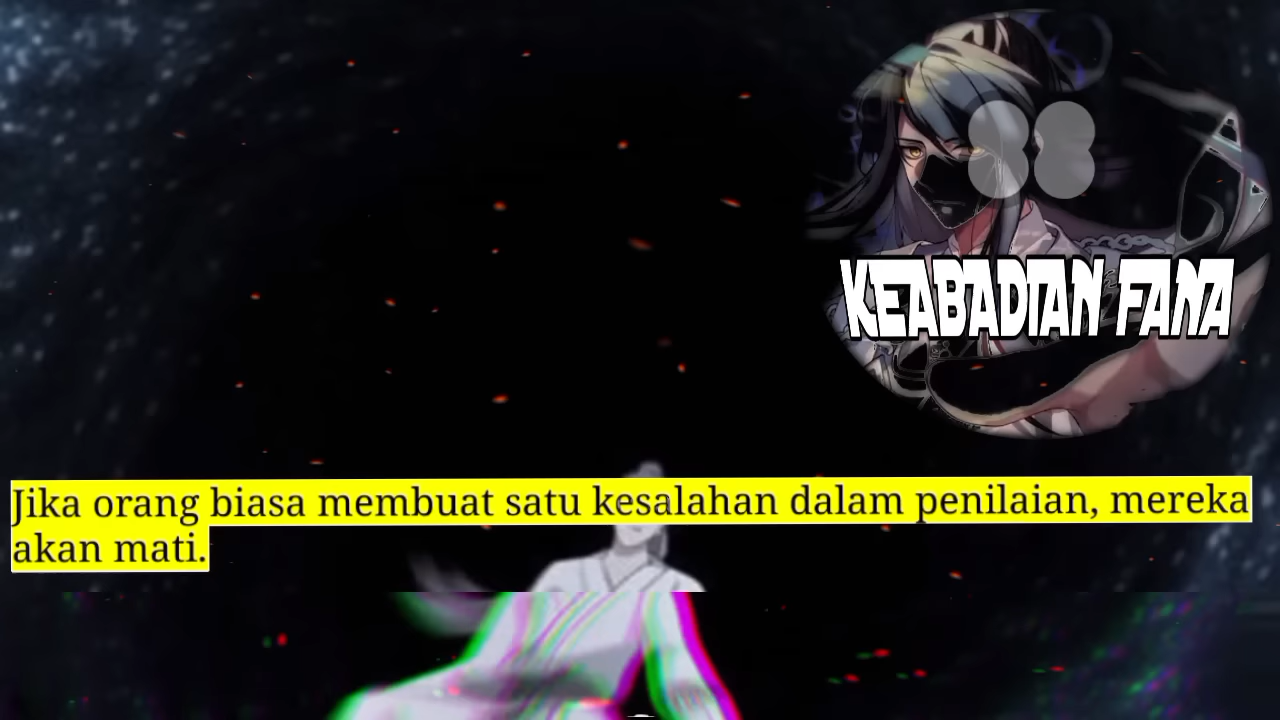 KEABADIAN FANA
Jika orang biasa membuat satu kesalahan dalam penilaian, mereka
akan mati.